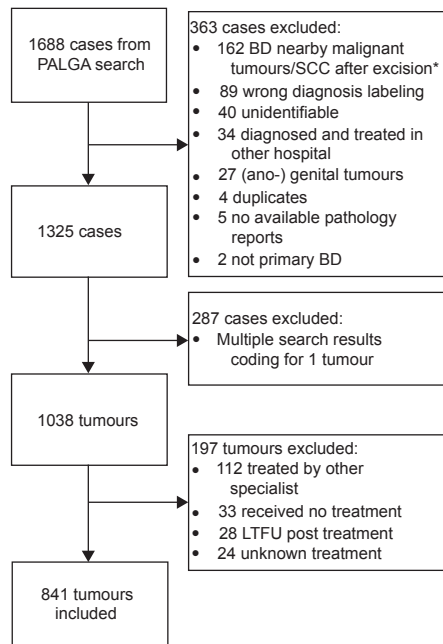 1688 cases from
PALGA search
363 cases excluded:
• 162 BD nearby malignant
tumours/SCC after excision*
• 89 wrong diagnosis labeling
• 40 unidentifiable
• 34 diagnosed and treated in
other hospital
• 27 (ano-) genital tumours
• 4 duplicates
• 5 no available pathology
reports
• 2 not primary BD
1325 cases
287 cases excluded:
• Multiple search results
coding for 1 tumour
1038 tumours
197 tumours excluded:
• 112 treated by other
specialist
• 33 received no treatment
• 28 LTFU post treatment
• 24 unknown treatment
841 tumours
included